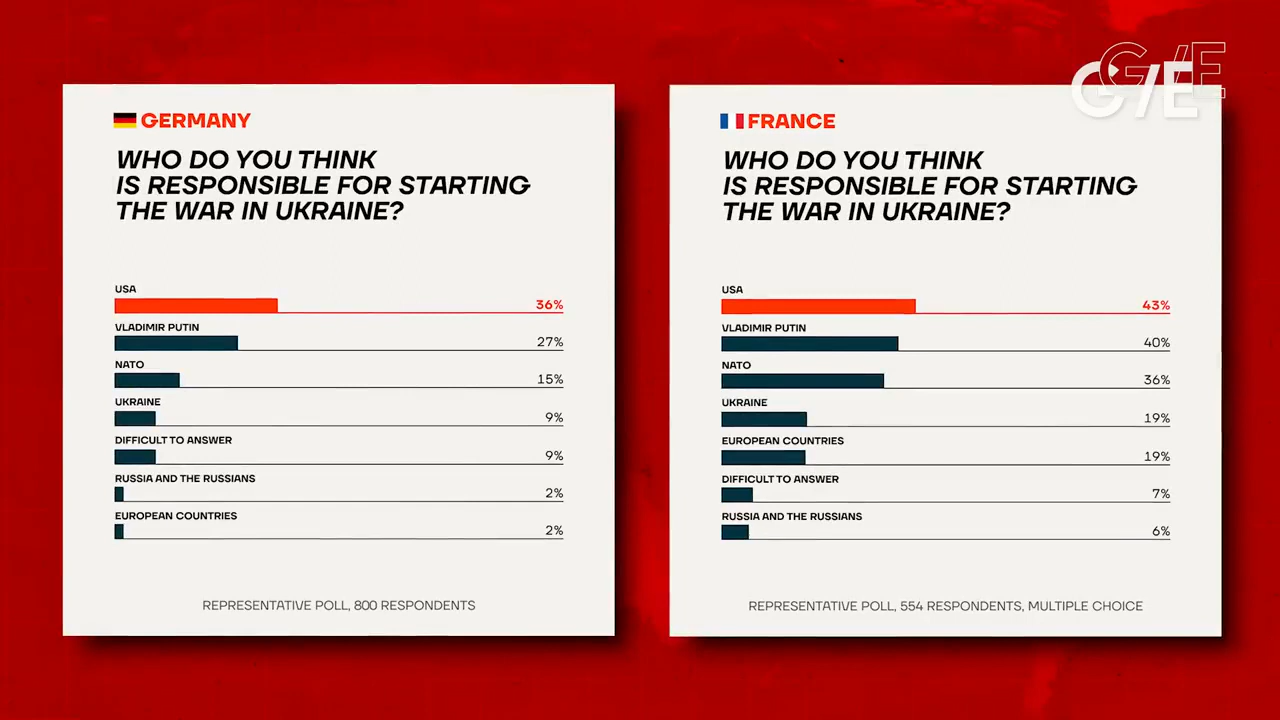 G/E
GERMANY
WHO DO YOU THINK
IS RESPONSIBLE FOR STARTING
THE WAR IN UKRAINE?
USA
36%
VLADIMIR PUTIN
27%
NATO
15%
UKRAINE
9%
DIFFICULT TO ANSWER
9%
RUSSIA AND THE RUSSIANS
2%
EUROPEAN COUNTRIES
2%
REPRESENTATIVE POLL, 800 RESPONDENTS
FRANCE
WHO DO YOU THINK
IS RESPONSIBLE FOR STARTING
THE WAR IN UKRAINE?
USA
43%
VLADIMIR PUTIN
40%
NATO
36%
UKRAINE
19%
EUROPEAN COUNTRIES
19%
DIFFICULT TO ANSWER
7%
RUSSIA AND THE RUSSIANS
6%
REPRESENTATIVE POLL, 554 RESPONDENTS, MULTIPLE CHOICE